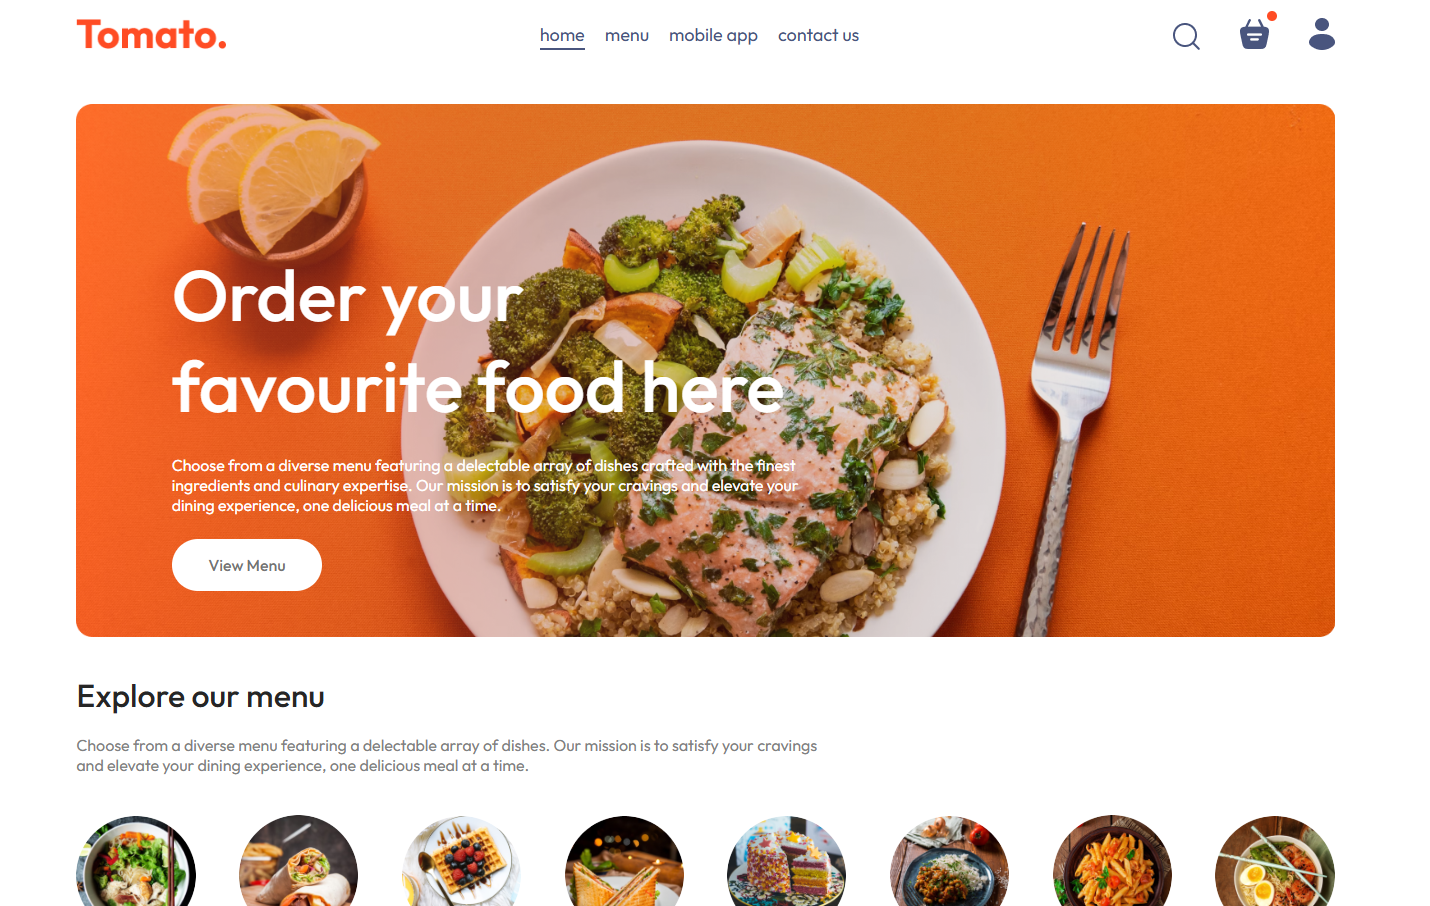 Tomato.
home menu mobile app contact us
Order your
favourite food here
Choose from a diverse menu featuring a delectable array of dishes crafted with the finest
ingredients and culinary expertise. Our mission is to satisfy your cravings and elevate your
dining experience, one delicious meal at a time.
View Menu
Explore our menu
Choose from a diverse menu featuring a delectable array of dishes. Our mission is to satisfy your cravings
and elevate your dining experience, one delicious meal at a time.